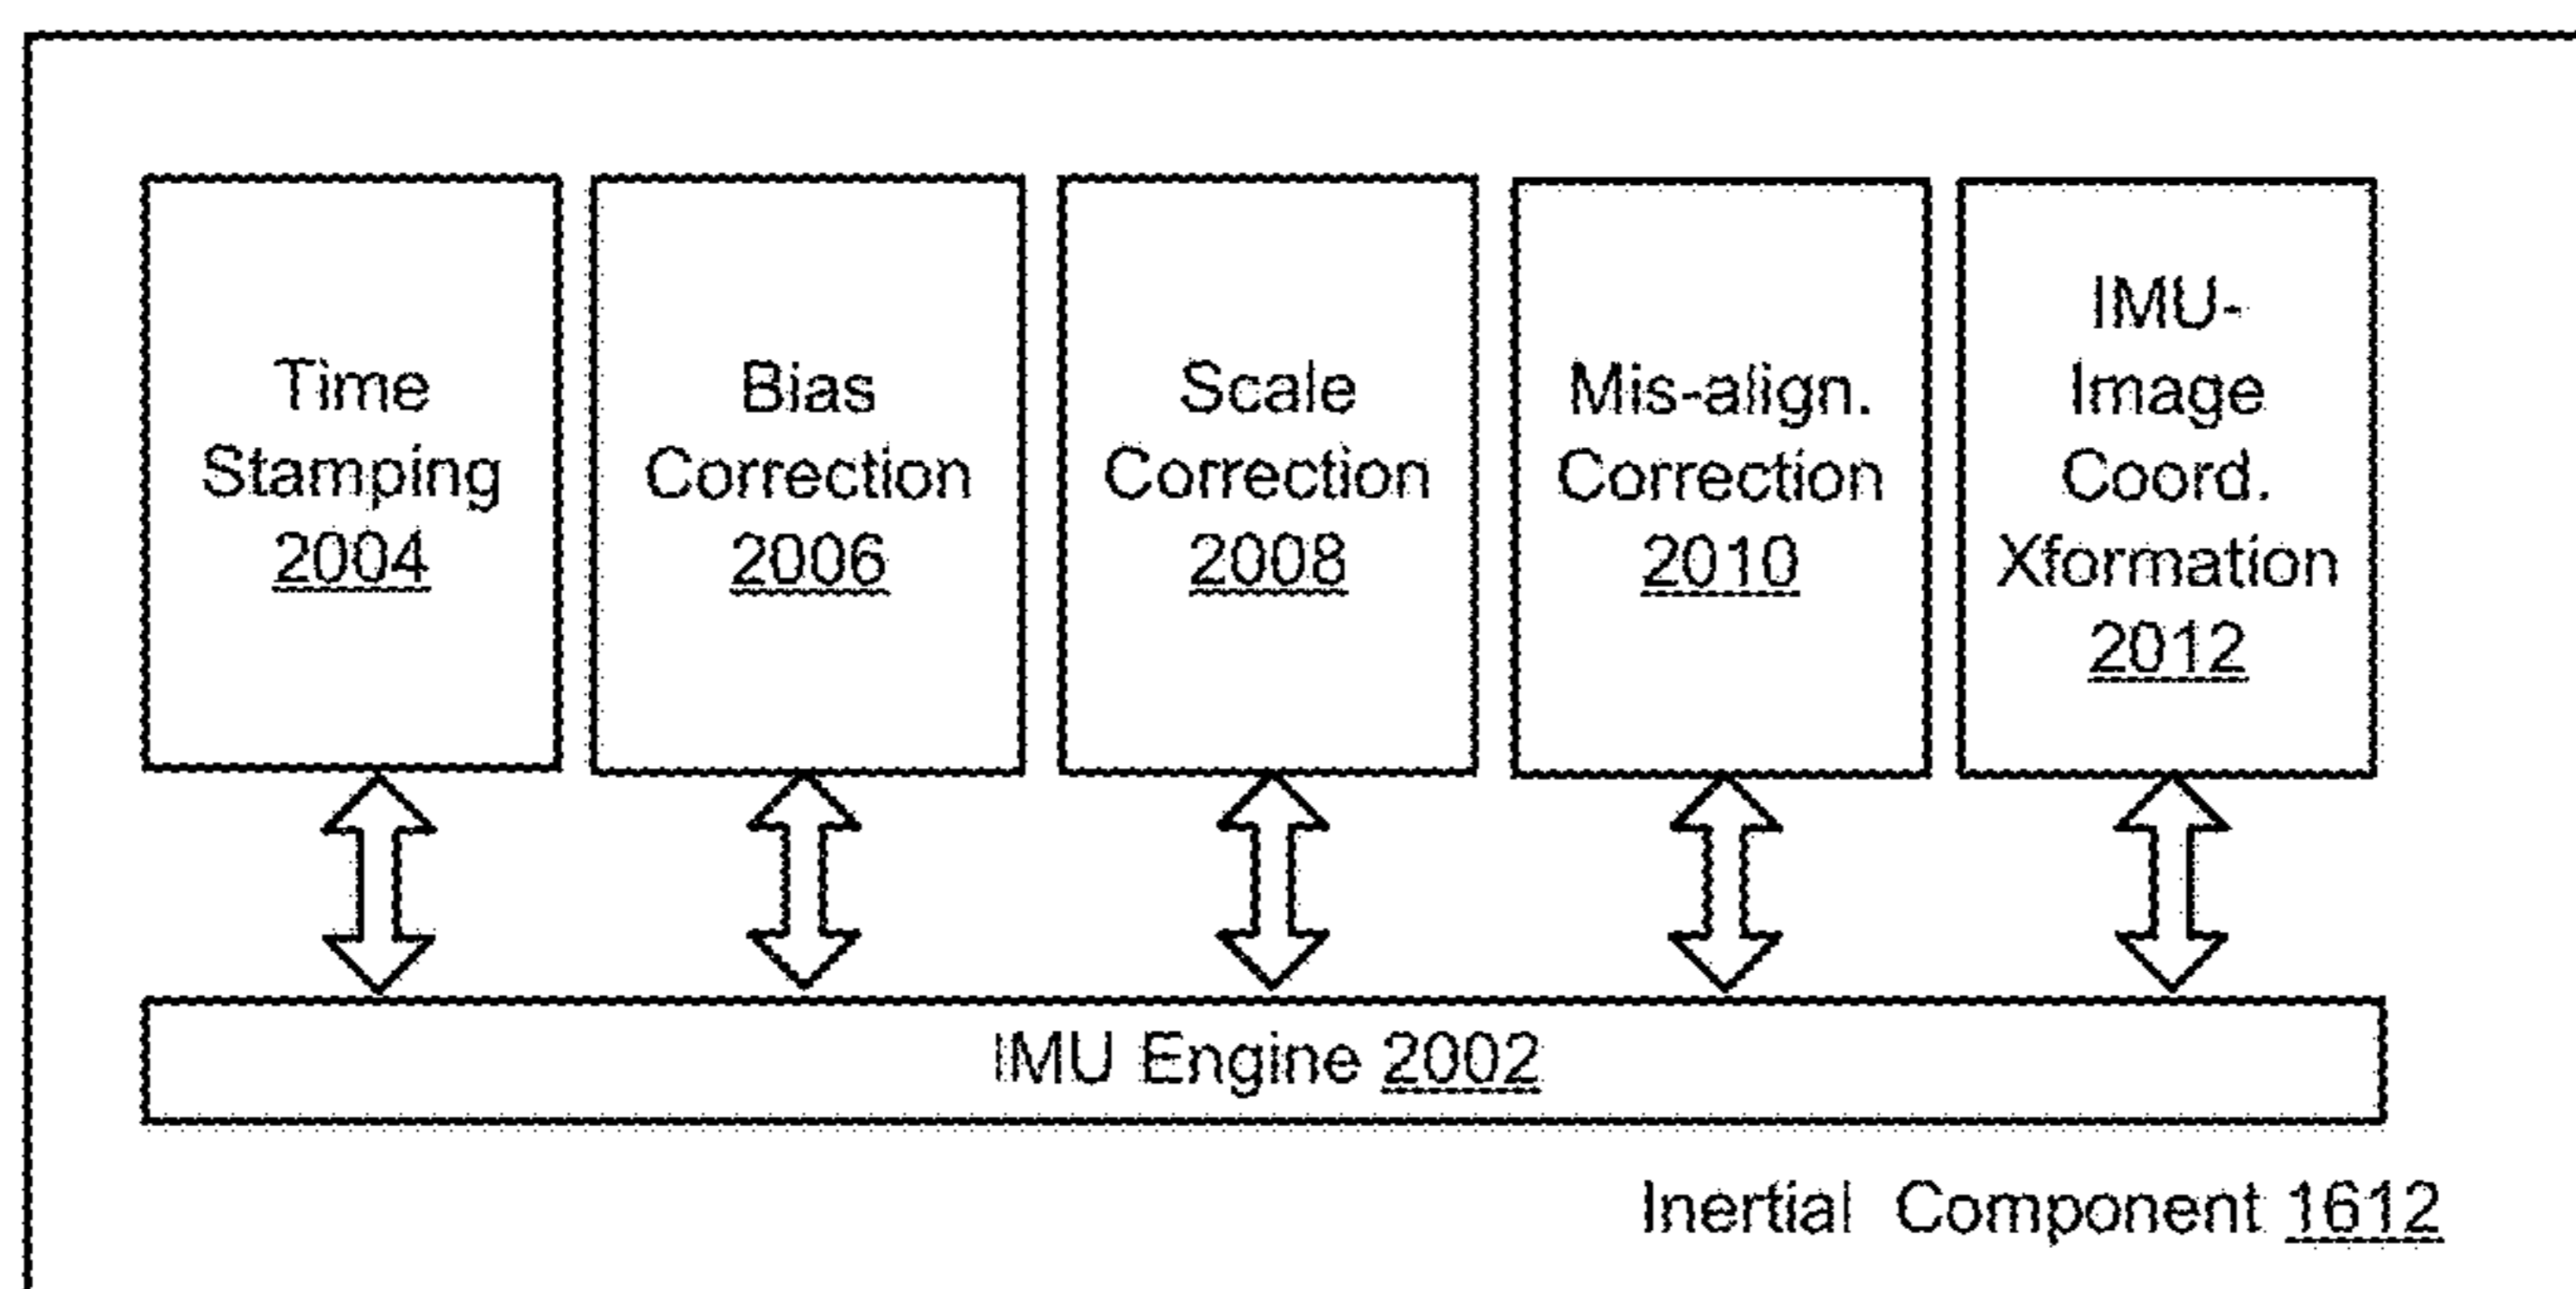 Time
Stamping
2004
Bias
Correction
2006
Scale
Correction
2008
Mis-align.
Correction
2010
IMU-
Image
Coord.
Xformation
2012
IMU Engine 2002
Inertial Component 1612